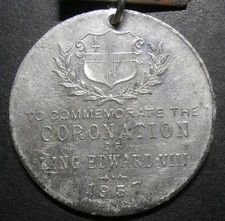 TO COMMEMORATE THE
CORONATION
OF
KING EDWARD VIII
1937